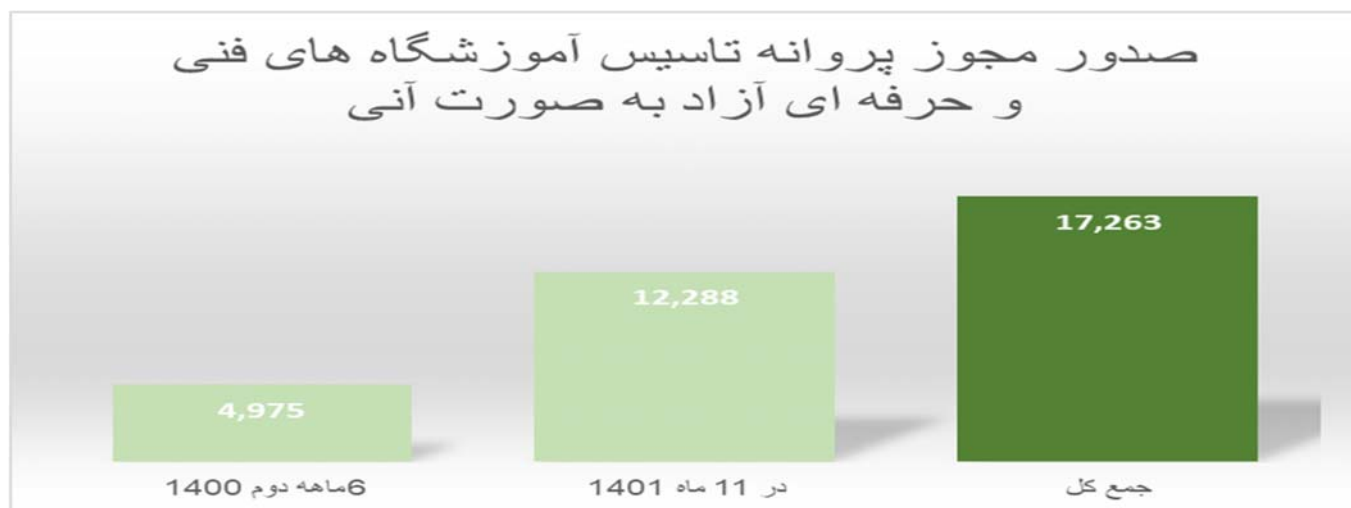 صدور مجوز پروانه تاسیس آموزشگاه های فنی
و حرفه ای آزاد به صورت آنی
17,263
12,288
4,975
6ماهه دوم 1400
در 11 ماه 1401
جمع کل